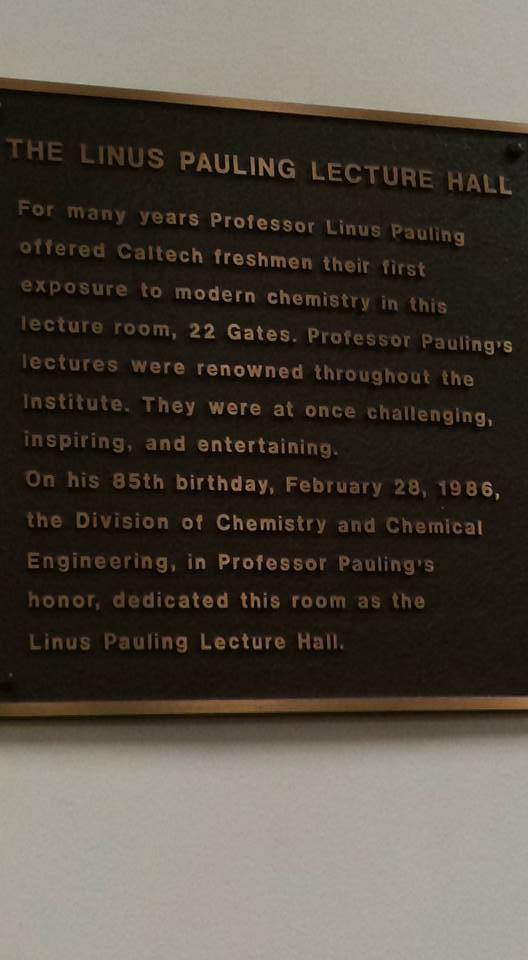 THE LINUS PAULING LECTURE HALL
For many years Professor Linus Pauling
offered Caltech freshmen their first
exposure to modern chemistry in this
lecture room, 22 Gates. Professor Pauling's
lectures were renowned throughout the
Institute. They were at once challenging,
inspiring, and entertaining.
On his 85th birthday, February 28, 1986,
the Division of Chemistry and Chemical
Engineering, in Professor Pauling's
honor, dedicated this room as the
Linus Pauling Lecture Hall.